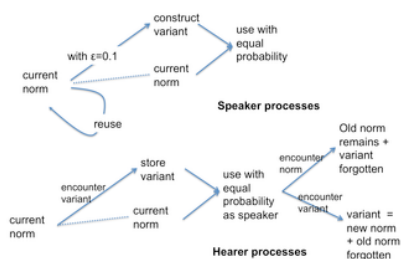 construct
variant
with ε=0.1
use with
equal
probability
current
norm
current
norm
reuse
Speaker processes
store
variant
encounter
variant
current
norm
current
norm
use with
equal
probability
as speaker
encounter
norm
Old norm
remains +
variant
forgotten
encounter
variant
variant =
new norm
+ old norm
forgotten
Hearer processes